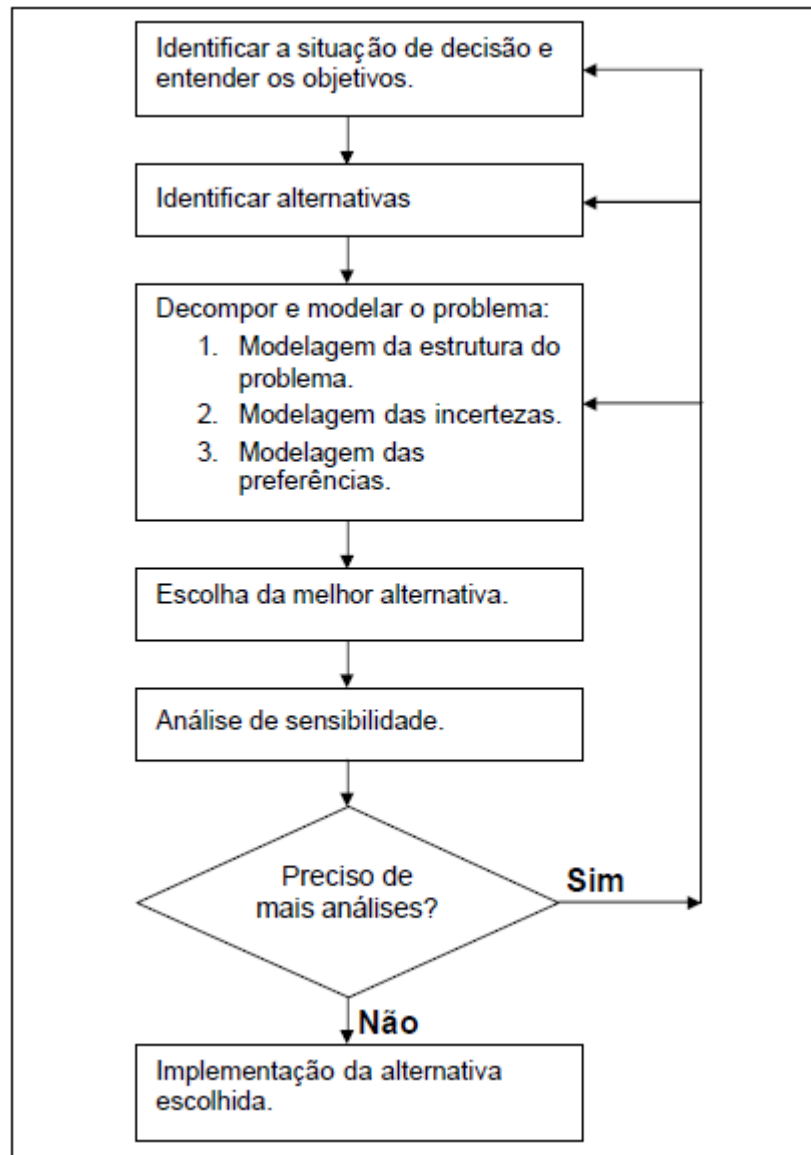 Identificar a situação de decisão e
entender os objetivos.
Identificar alternativas
Decompor e modelar o problema:
1. Modelagem da estrutura do
problema.
2. Modelagem das incertezas.
3. Modelagem das
preferências.
Escolha da melhor alternativa.
Análise de sensibilidade.
Preciso de
mais análises?
Sim
Não
Implementação da alternativa
escolhida.